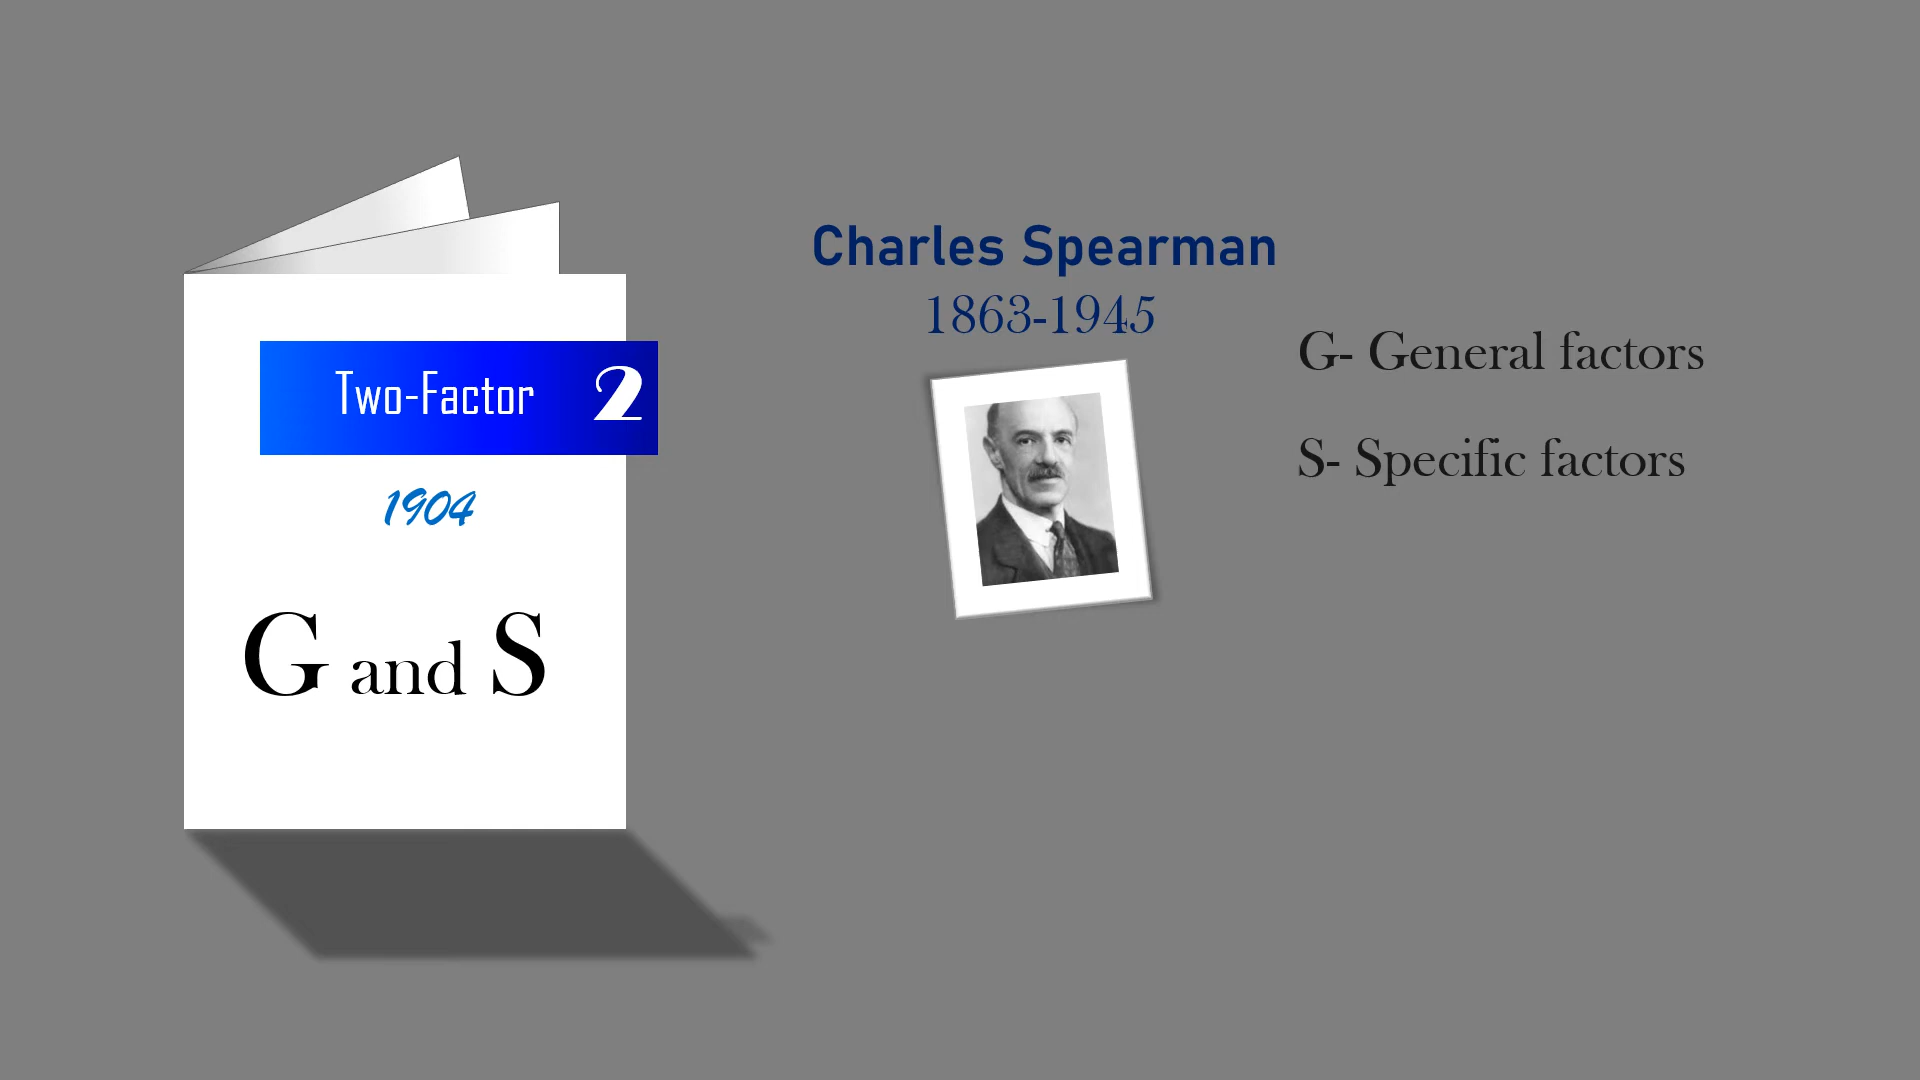 Two-Factor 2
1904
G and S
Charles Spearman
1863-1945
G- General factors
S- Specific factors